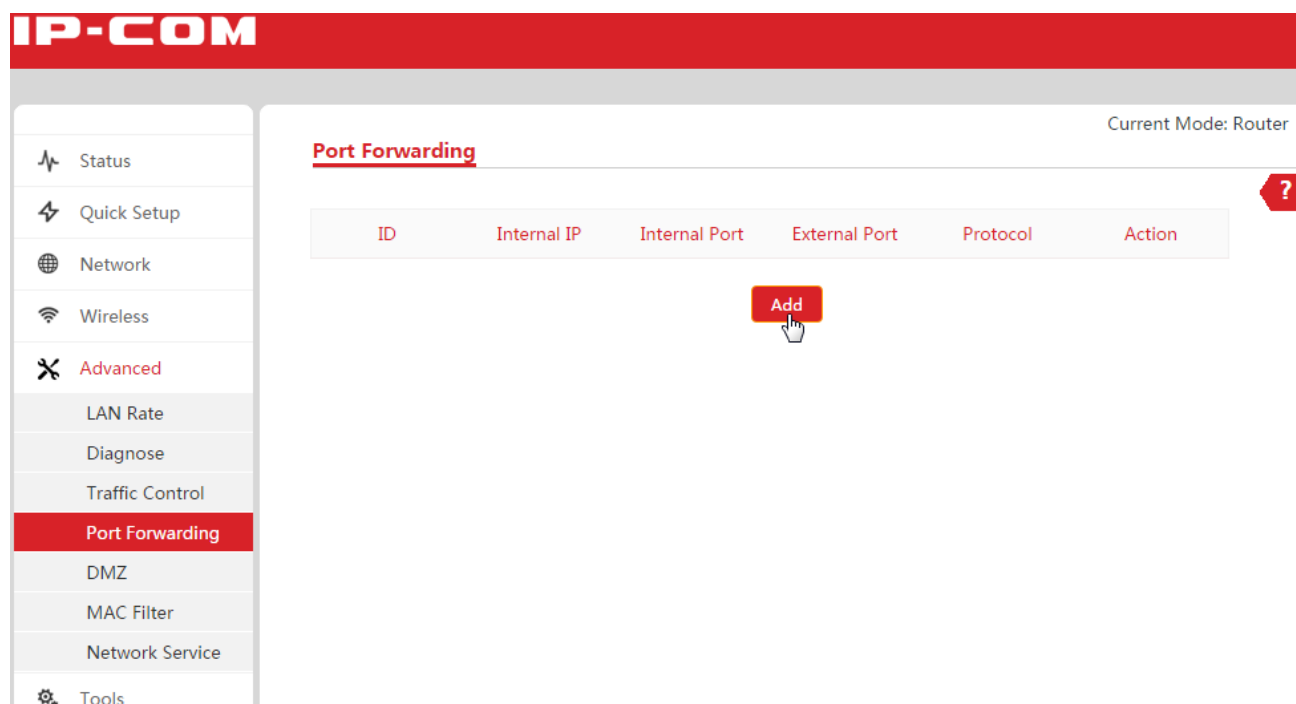 IP-COM
Current Mode: Router
Port Forwarding
?
Status
Quick Setup
Network
Wireless
Advanced
LAN Rate
Diagnose
Traffic Control
Port Forwarding
DMZ
MAC Filter
Network Service
Tools
ID Internal IP Internal Port External Port Protocol Action
Add